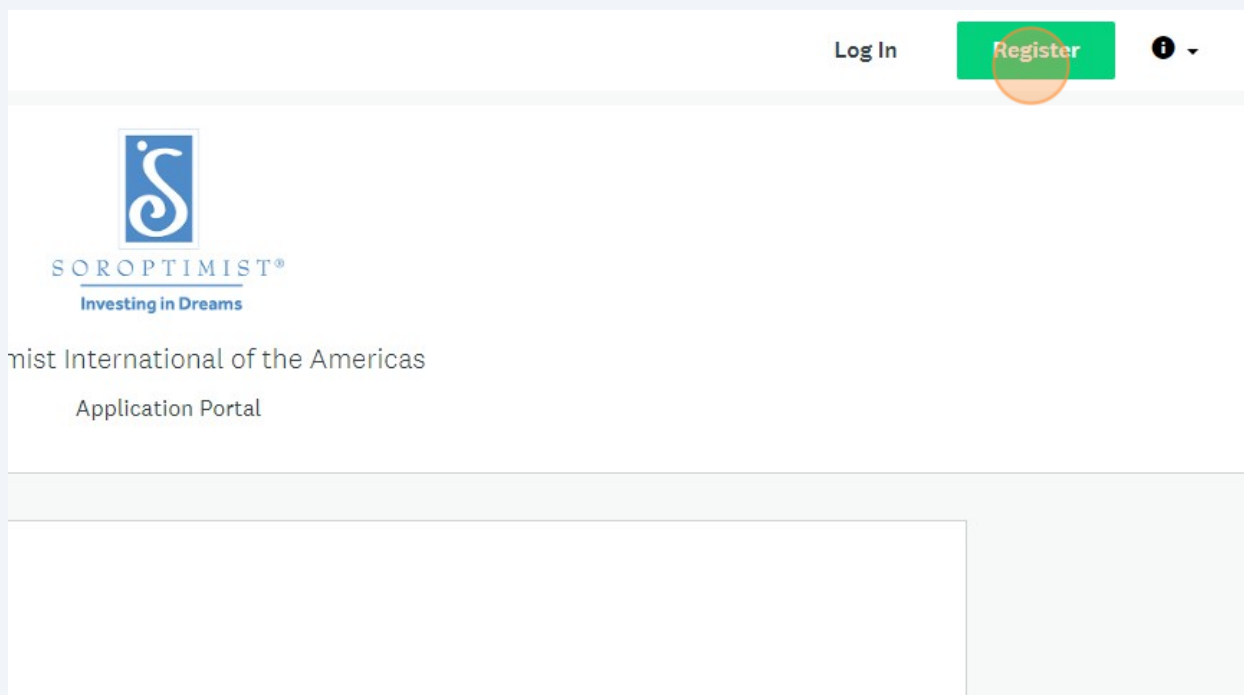 Log In Register
SOROPTIMIST®
Investing in Dreams
mist International of the Americas
Application Portal